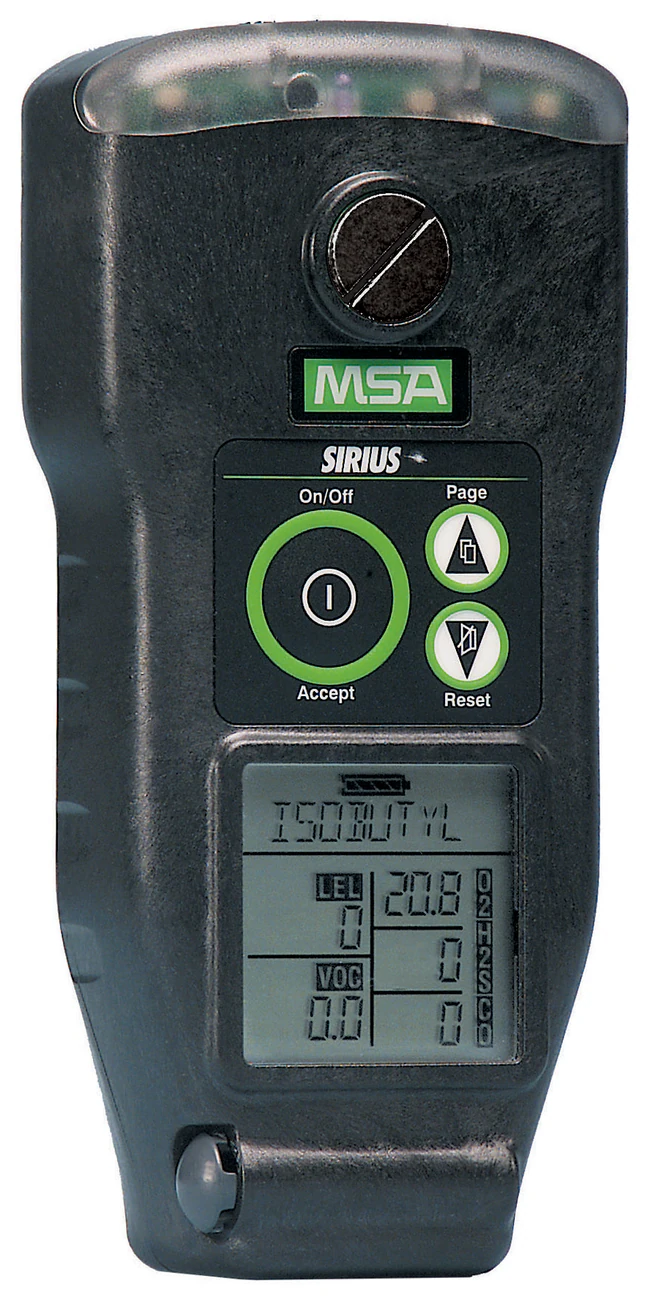 MSA
SIRIUS
On/Off
Page
Accept
Reset
ISOBUTYL
LEL
20.8
O2
0
0
H2S
VOC
0.0
0
CO